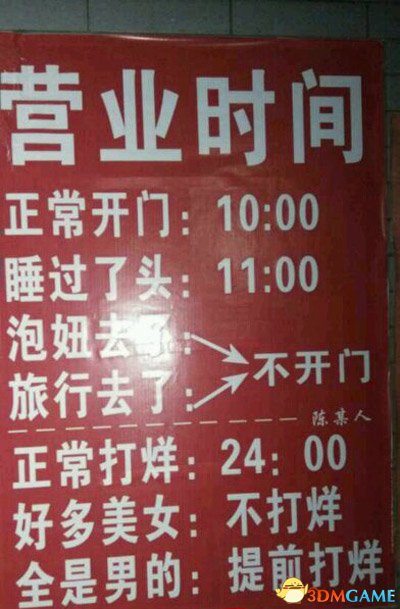 营业时间
正常开门：10:00
睡过了头：11:00
泡妞去了：
不开门
旅行去了：
陈某人
正常打烊：24：00
好多美女：不打烊
全是男的：提前打烊
3DMGAME